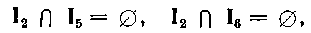 I₂ ∩ I₅ = ∅, I₂ ∩ I₆ = ∅,